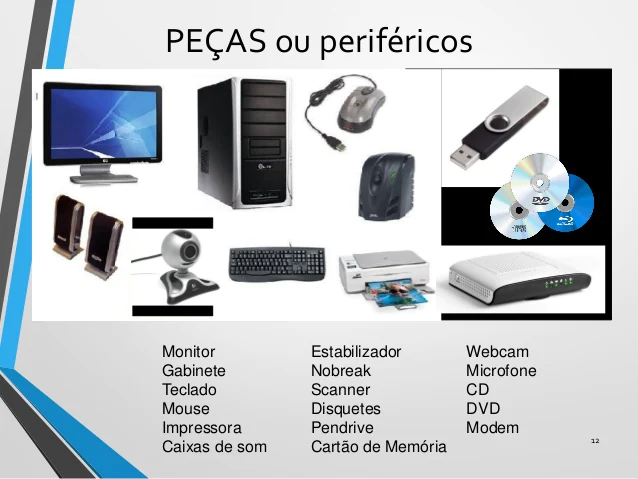 PEÇAS ou periféricos
DVD
Monitor
Gabinete
Teclado
Mouse
Impressora
Caixas de som
Estabilizador
Nobreak
Scanner
Disquetes
Pendrive
Cartão de Memória
Webcam
Microfone
CD
DVD
Modem
12